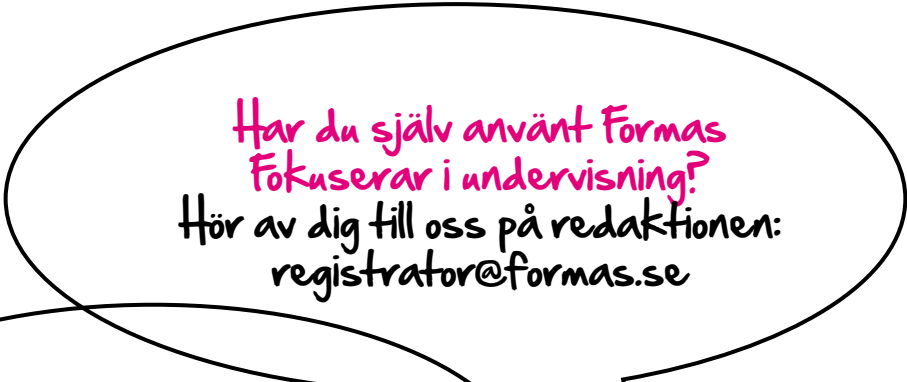 Har du själv använt Formas
Fokuserar i undervisning?
Hör av dig till oss på redaktionen:
registrator@formas.se